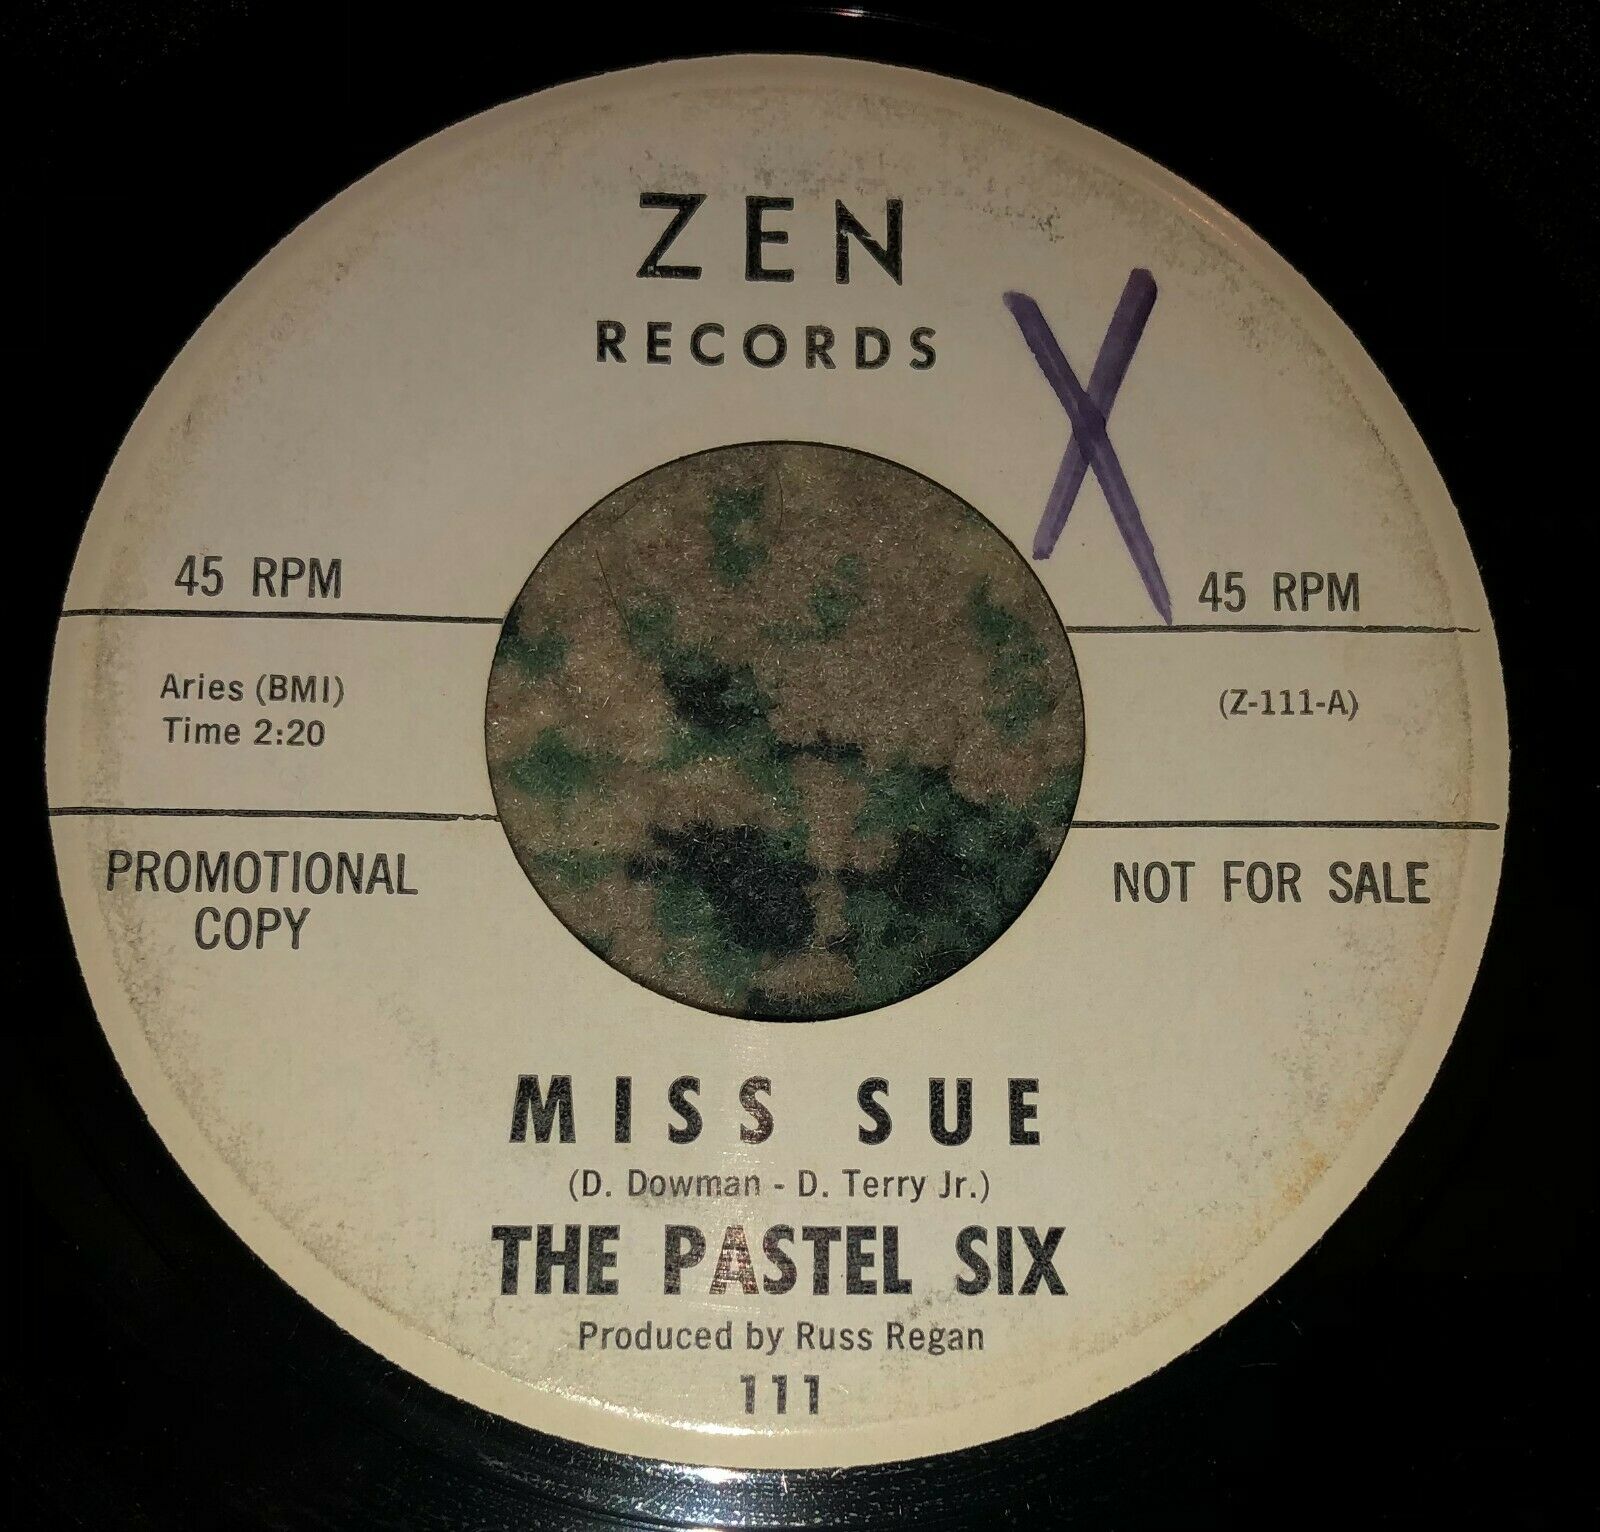 ZEN
RECORDS
X
45 RPM
45 RPM
Aries (BMI)
Time 2:20
(Z-111-A)
PROMOTIONAL
COPY
NOT FOR SALE
MISS SUE
(D. Dowman - D. Terry Jr.)
THE PASTEL SIX
Produced by Russ Regan
111